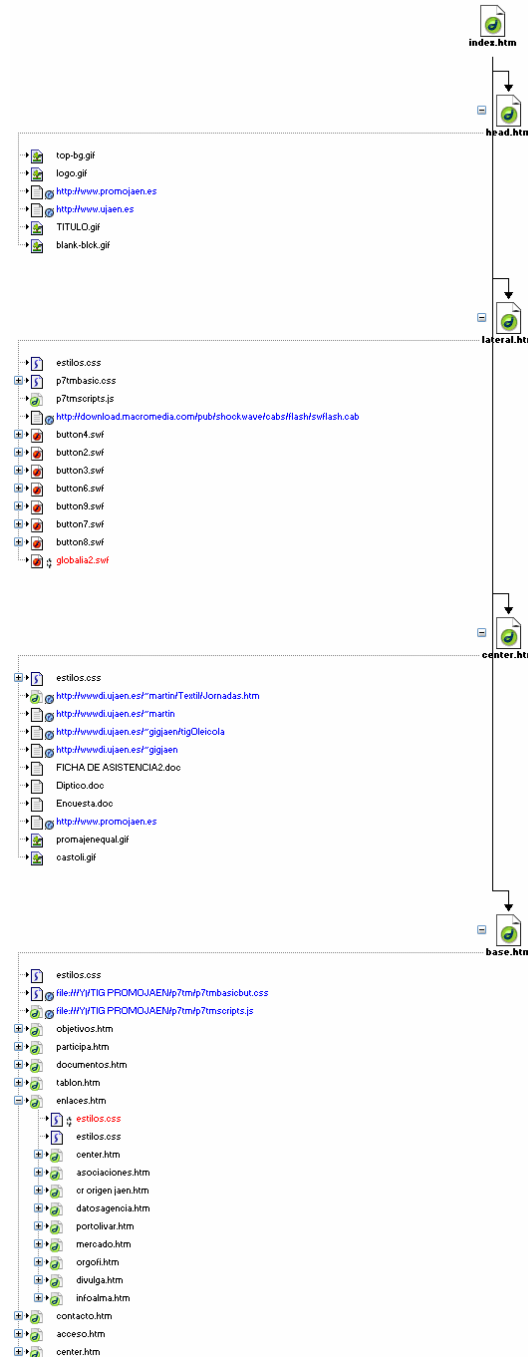 index.htm
head.htm
top-bg.gif
logo.gif
http://www.promojaen.es
http://www.ujaen.es
TITULO.gif
blank-blck.gif
lateral.htm
estilos.css
p7tmbasic.css
p7tmscripts.js
http://download.macromedia.com/pub/shockwave/cabs/flash/swflash.cab
button4.swf
button2.swf
button3.swf
button6.swf
button9.swf
button7.swf
button8.swf
globalia2.swf
center.htm
estilos.css
http://wwwdi.ujaen.es/~martin/Textil/Jornadas.htm
http://wwwdi.ujaen.es/~martin
http://wwwdi.ujaen.es/~gigjaen/tigOleicola
http://wwwdi.ujaen.es/~gigjaen
FICHA DE ASISTENCIA2.doc
Diptico.doc
Encuesta.doc
http://www.promojaen.es
promajenequal.gif
castoli.gif
base.htm
estilos.css
file:///Y|/TIG PROMOJAEN/p7tm/p7tmbasicbut.css
file:///Y|/TIG PROMOJAEN/p7tm/p7tmscripts.js
objetivos.htm
participa.htm
documentos.htm
tablon.htm
enlaces.htm
estilos.css
estilos.css
center.htm
asociaciones.htm
cr origen jaen.htm
datosagencia.htm
portolivar.htm
mercado.htm
orgofi.htm
divulga.htm
infoalma.htm
contacto.htm
acceso.htm
center.htm